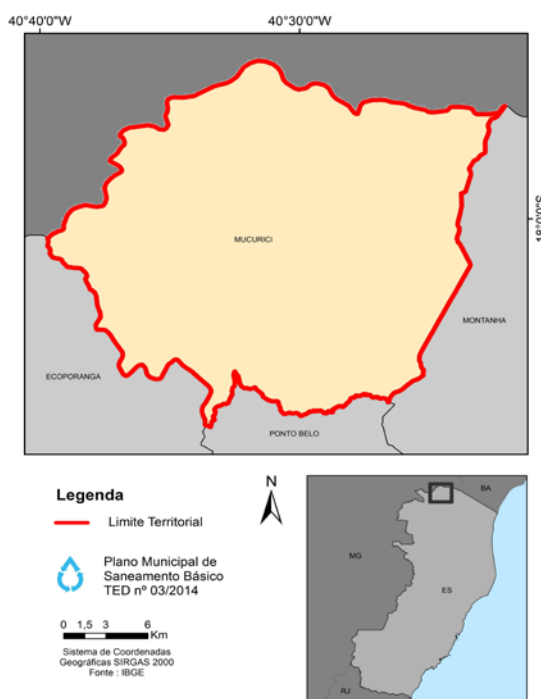 40°40'0"W
40°30'0"W
18°0'0"S
MUCURICI
MONTANHA
ECOPORANGA
PONTO BELO
Legenda
Limite Territorial
Plano Municipal de
Saneamento Básico
TED nº 03/2014
0 1,5 3 6
Km
Sistema de Coordenadas
Geográficas SIRGAS 2000
Fonte : IBGE
N
BA
MG
ES
RJ